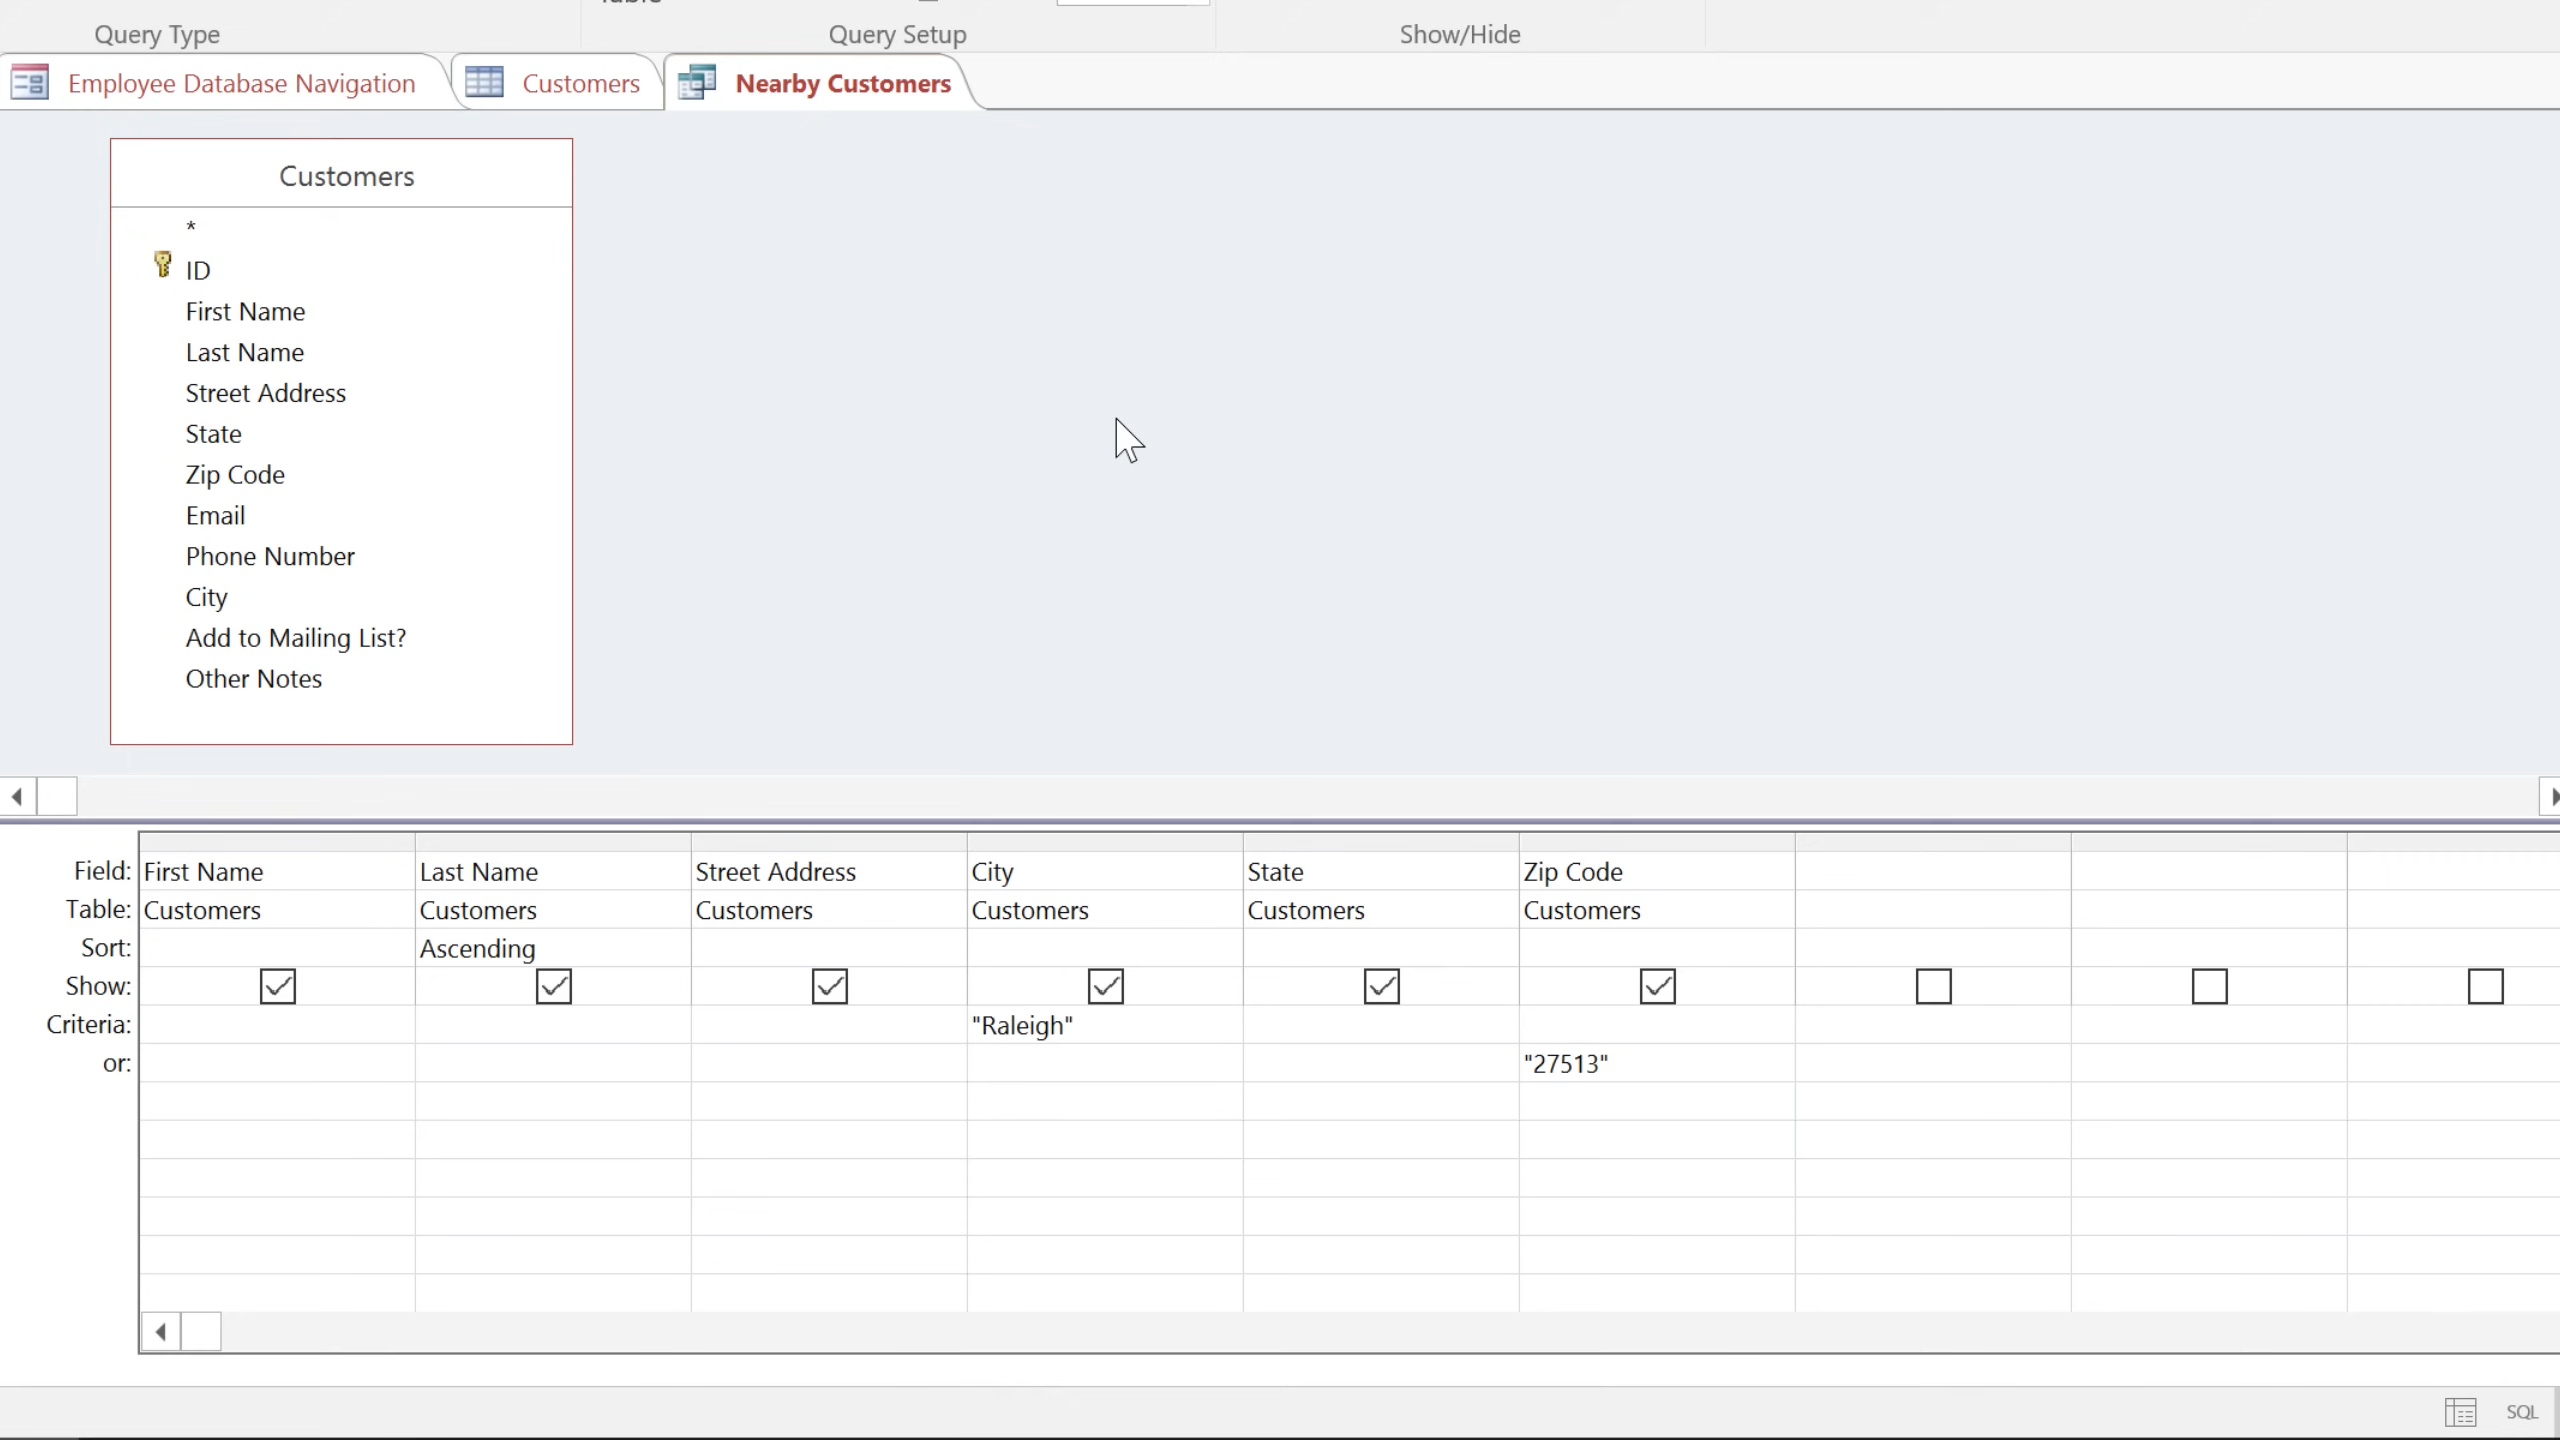 Query Type Query Setup Show/Hide
Employee Database Navigation Customers Nearby Customers
Customers
*
ID
First Name
Last Name
Street Address
State
Zip Code
Email
Phone Number
City
Add to Mailing List?
Other Notes
Field: First Name Last Name Street Address City State Zip Code
Table: Customers Customers Customers Customers Customers Customers
Sort: Ascending
Show:
Criteria: "Raleigh"
or: "27513"
SQL